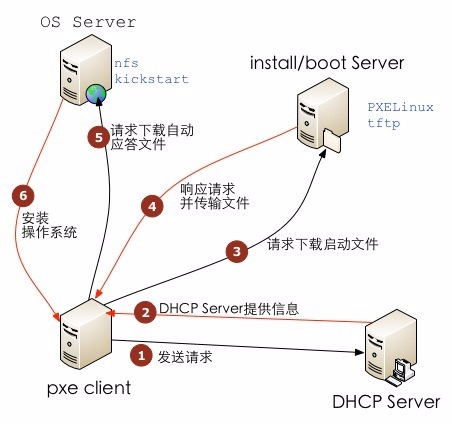 OS Server
nfs
kickstart
install/boot Server
PXELinux
tftp
5
请求下载自动
应答文件
6
安装
操作系统
4
响应请求
并传输文件
3
请求下载启动文件
2
DHCP Server提供信息
1
发送请求
pxe client
DHCP Server